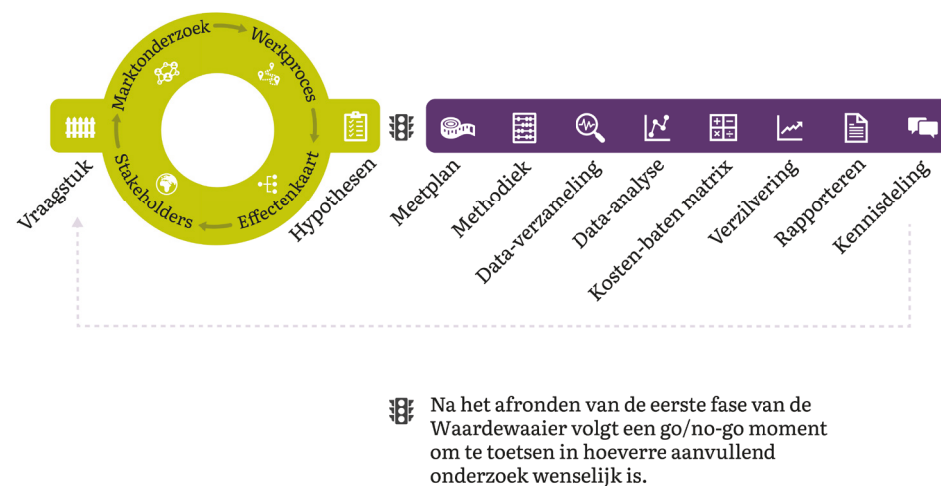 Vraagstuk
Marktonderzoek
Werkproces
Effectenkaart
Stakeholders
Hypothesen
Meetplan
Methodiek
Data-verzameling
Data-analyse
Kosten-baten matrix
Verzilvering
Rapporteren
Kennisdeling
Na het afronden van de eerste fase van de
Waardewaaier volgt een go/no-go moment
om te toetsen in hoeverre aanvullend
onderzoek wenselijk is.